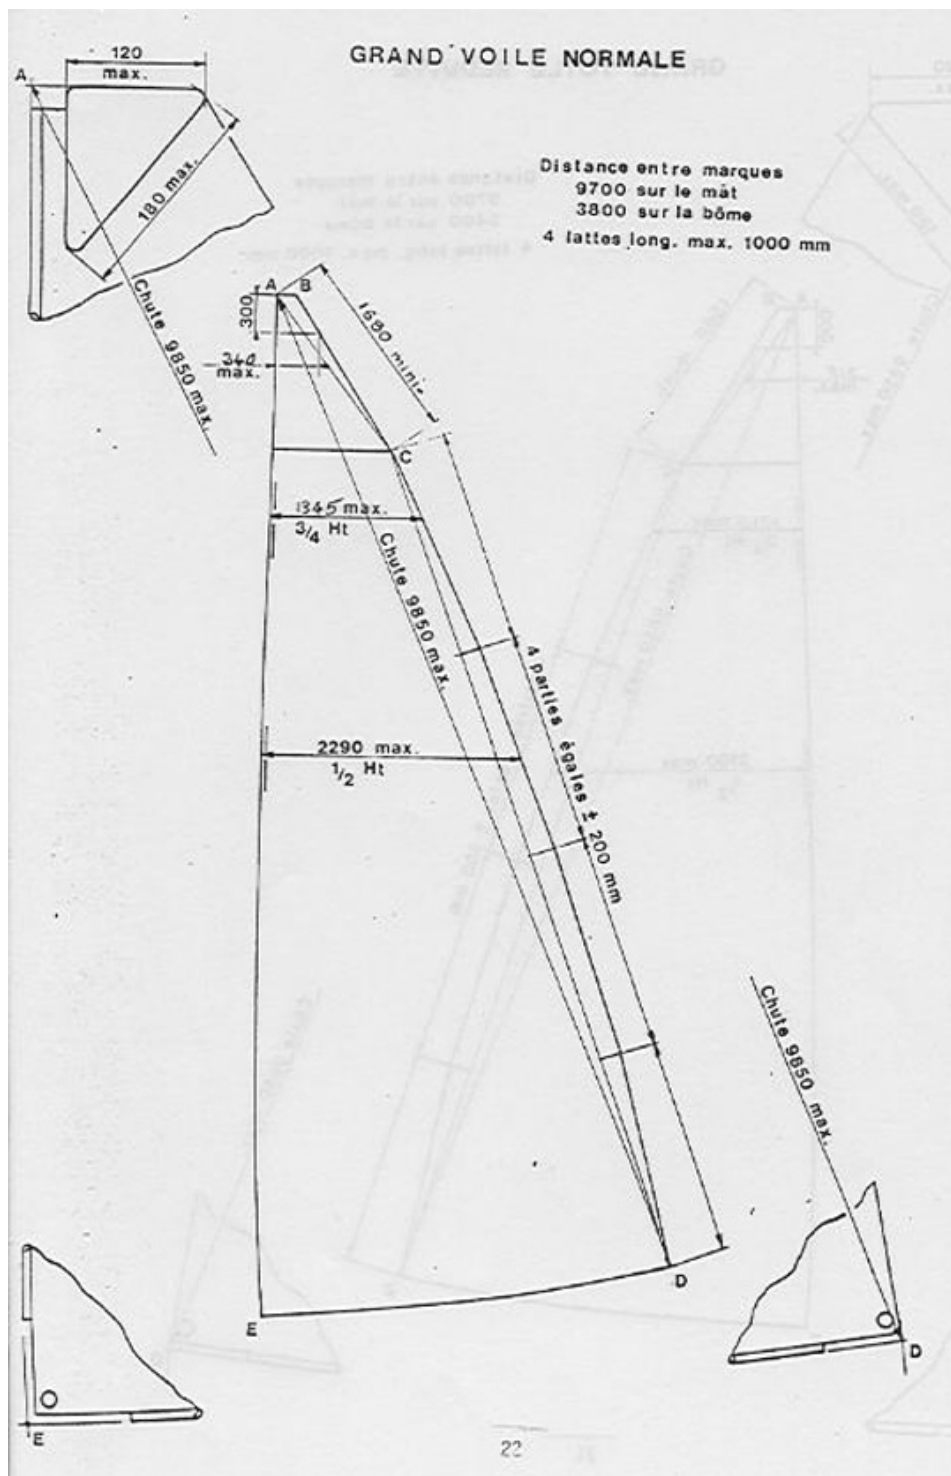 GRAND'VOILE NORMALE
120
max.
A
180 max.
Chute 9850 max.
Distance entre marques
9700 sur le mât
3800 sur la bôme
4 lattes long. max. 1000 mm
A
B
300
340
max.
1680 mini.
C
1345 max.
3/4 Ht
Chute 9850 max.
4 parties égales ± 200 mm
2290 max.
1/2 Ht
Chute 9850 max.
D
E
D
E
22